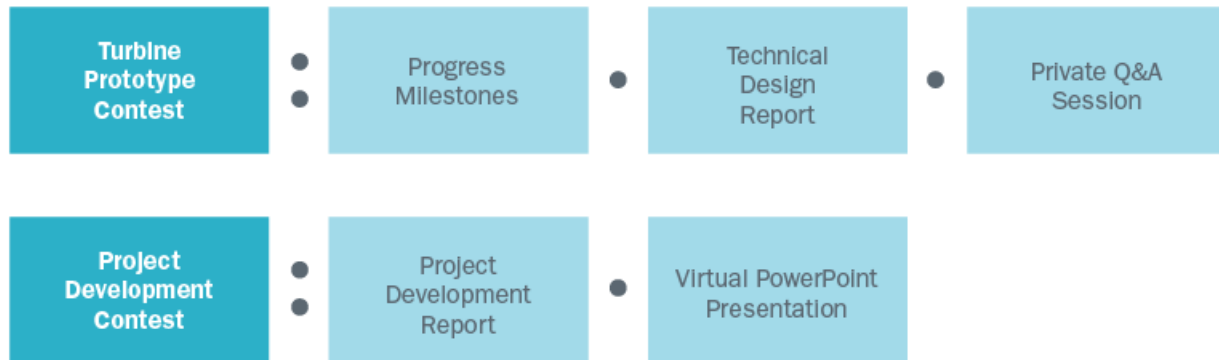 Turbine
Prototype
Contest
Progress
Milestones
Technical
Design
Report
Private Q&A
Session
Project
Development
Contest
Project
Development
Report
Virtual PowerPoint
Presentation